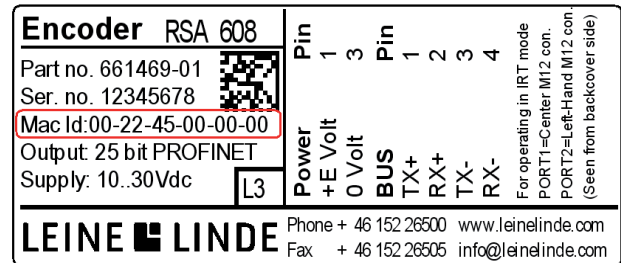 Encoder RSA 608
Part no. 661469-01
Ser. no. 12345678
Mac Id:00-22-45-00-00-00
Output: 25 bit PROFINET
Supply: 10..30Vdc
L3
Power Pin
+E Volt 1
0 Volt 3
BUS Pin
TX+ 1
RX+ 2
TX- 3
RX- 4
For operating in IRT mode
PORT1=Center M12 con.
PORT2=Left-Hand M12 con.
(Seen from backcover side)
LEINE LINDE
Phone + 46 152 26500 www.leinelinde.com
Fax + 46 152 26505 info@leinelinde.com